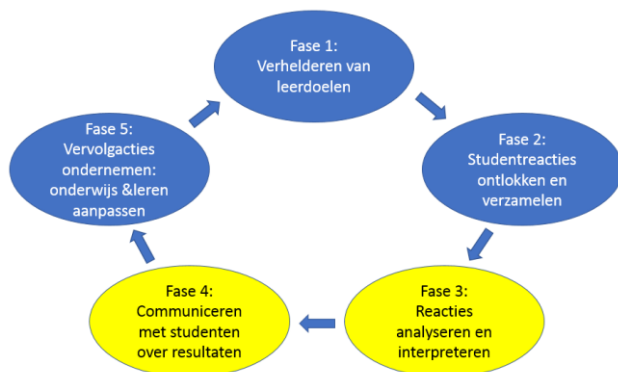 Fase 1:
Verhelderen van
leerdoelen
Fase 2:
Studentreacties
ontlokken en
verzamelen
Fase 3:
Reacties
analyseren en
interpreteren
Fase 4:
Communiceren
met studenten
over resultaten
Fase 5:
Vervolgacties
ondernemen:
onderwijs &leren
aanpassen